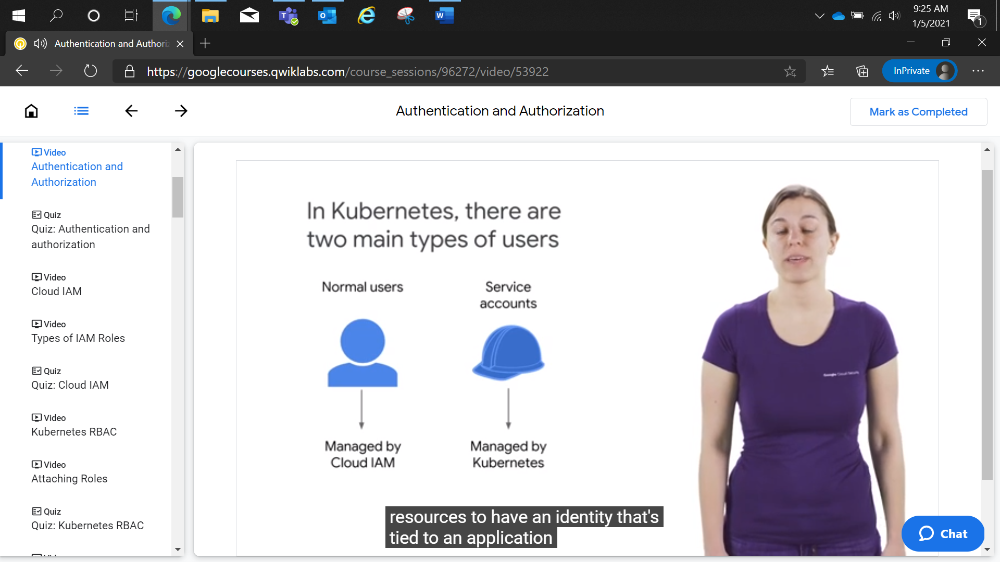 9:25 AM
1/5/2021
1
Authentication and Authoriz
https://googlecourses.qwiklabs.com/course_sessions/96272/video/53922
InPrivate
Authentication and Authorization
Mark as Completed
Video
Authentication and
Authorization
Quiz
Quiz: Authentication and
authorization
Video
Cloud IAM
Video
Types of IAM Roles
Quiz
Quiz: Cloud IAM
Video
Kubernetes RBAC
Video
Attaching Roles
Quiz
Quiz: Kubernetes RBAC
In Kubernetes, there are
two main types of users
Normal users
Service
accounts
Managed by
Cloud IAM
Managed by
Kubernetes
resources to have an identity that's
tied to an application
Chat